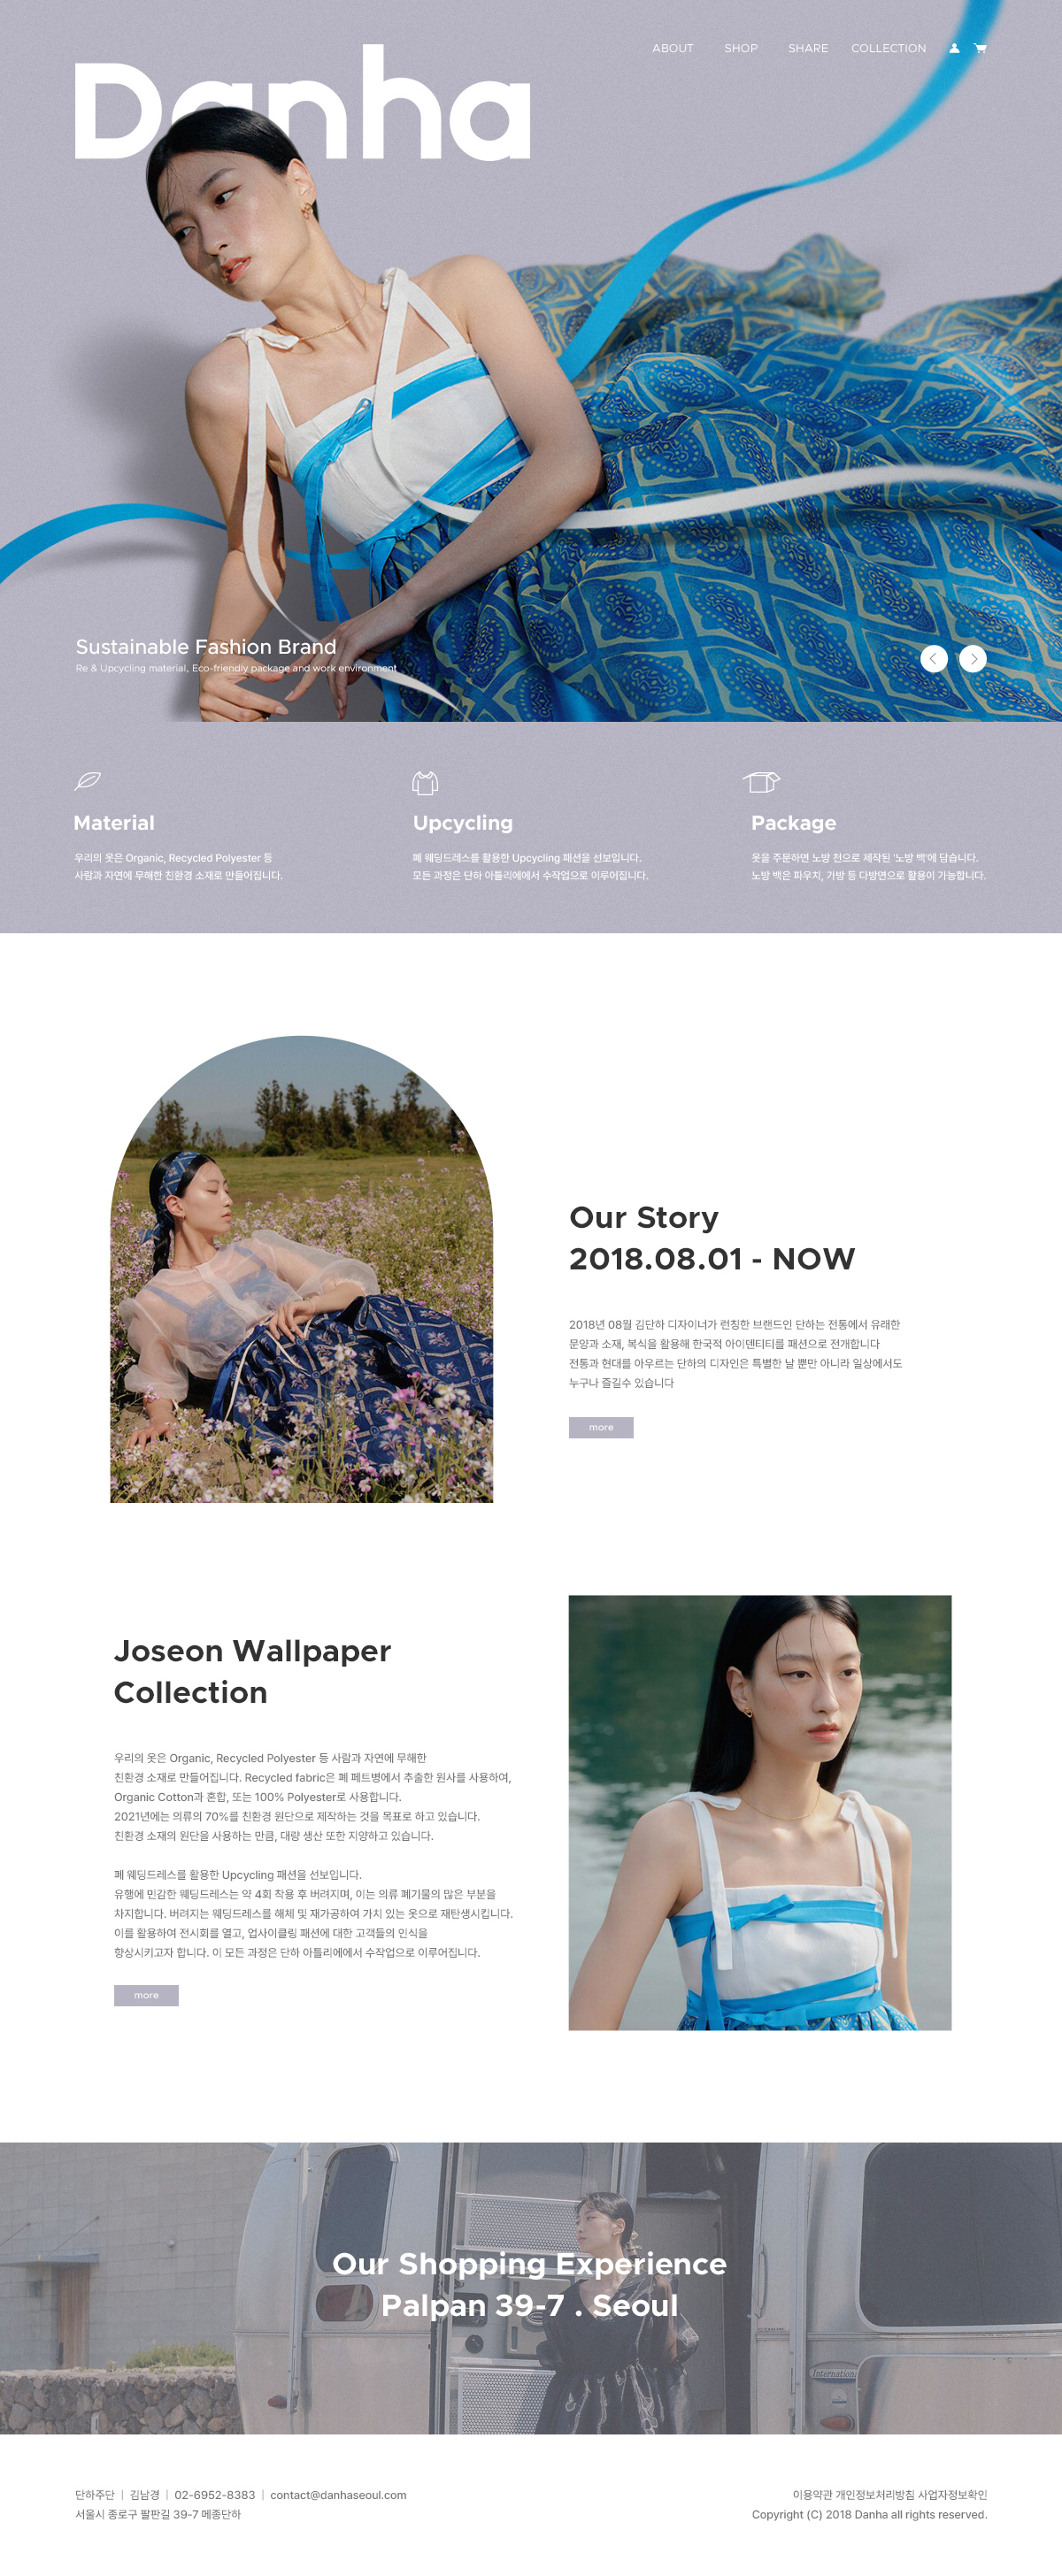 ABOUT SHOP SHARE COLLECTION
Danha
Sustainable Fashion Brand
Re & Upcycling material, Eco-friendly package and work environment
Material
우리의 옷은 Organic, Recycled Polyester 등
사람과 자연에 무해한 친환경 소재로 만들어집니다.
Upcycling
폐 웨딩드레스를 활용한 Upcycling 패션을 선보입니다.
모든 과정은 단하 아틀리에에서 수작업으로 이루어집니다.
Package
옷을 주문하면 노방 천으로 제작된 '노방 백'에 담습니다.
노방 백은 파우치, 가방 등 다방면으로 활용이 가능합니다.
Our Story
2018.08.01 - NOW
2018년 08월 김단하 디자이너가 런칭한 브랜드인 단하는 전통에서 유래한
문양과 소재, 복식을 활용해 한국적 아이덴티티를 패션으로 전개합니다
전통과 현대를 아우르는 단하의 디자인은 특별한 날 뿐만 아니라 일상에서도
누구나 즐길수 있습니다
more
Joseon Wallpaper
Collection
우리의 옷은 Organic, Recycled Polyester 등 사람과 자연에 무해한
친환경 소재로 만들어집니다. Recycled fabric은 폐 페트병에서 추출한 원사를 사용하여,
Organic Cotton과 혼합, 또는 100% Polyester로 사용합니다.
2021년에는 의류의 70%를 친환경 원단으로 제작하는 것을 목표로 하고 있습니다.
친환경 소재의 원단을 사용하는 만큼, 대량 생산 또한 지양하고 있습니다.
폐 웨딩드레스를 활용한 Upcycling 패션을 선보입니다.
유행에 민감한 웨딩드레스는 약 4회 착용 후 버려지며, 이는 의류 폐기물의 많은 부분을
차지합니다. 버려지는 웨딩드레스를 해체 및 재가공하여 가치 있는 옷으로 재탄생시킵니다.
이를 활용하여 전시회를 열고, 업사이클링 패션에 대한 고객들의 인식을
향상시키고자 합니다. 이 모든 과정은 단하 아틀리에에서 수작업으로 이루어집니다.
more
Our Shopping Experience
Palpan 39-7 . Seoul
International
단하주단 | 김남경 | 02-6952-8383 | contact@danhaseoul.com
서울시 종로구 팔판길 39-7 메종단하
이용약관 개인정보처리방침 사업자정보확인
Copyright (C) 2018 Danha all rights reserved.